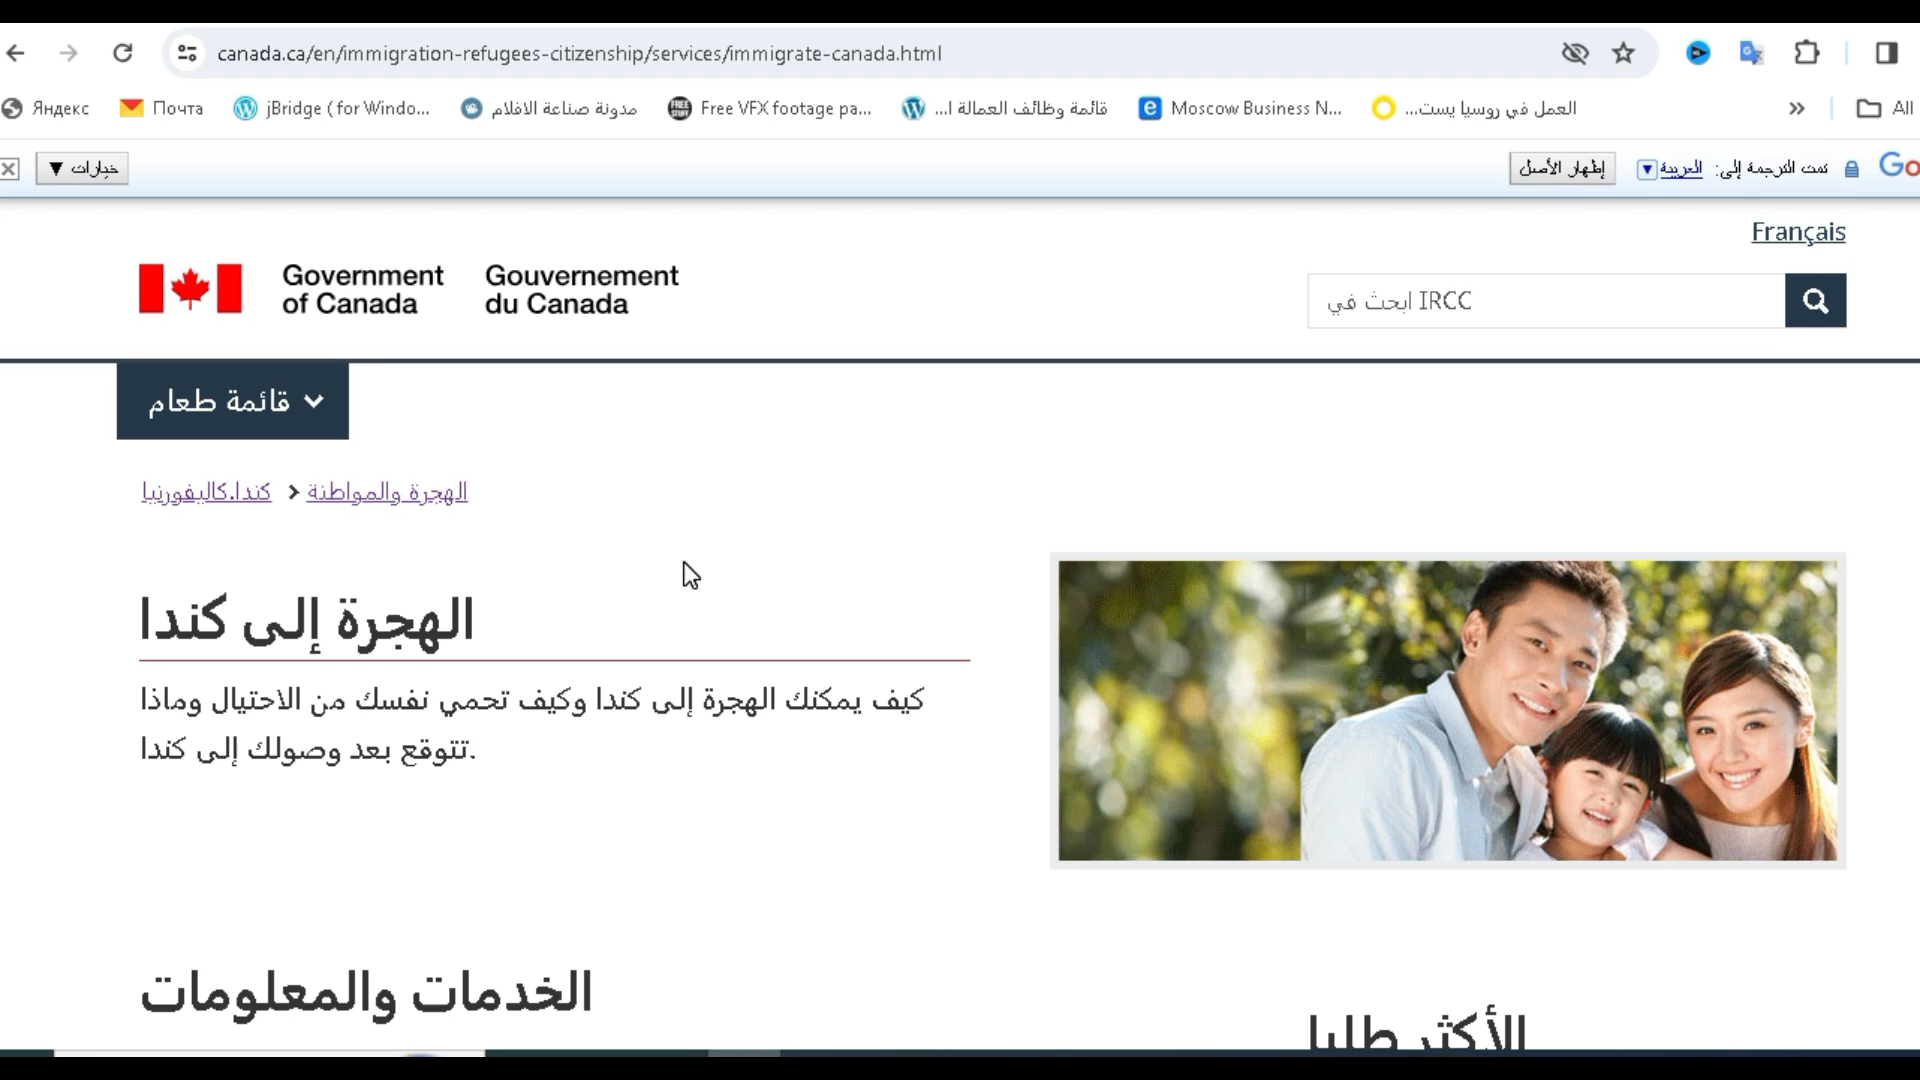 canada.ca/en/immigration-refugees-citizenship/services/immigrate-canada.html
Яндекс
Почта
jBridge ( for Windo...
مدونة صناعة الافلام
Free VFX footage pa...
قائمة وظائف العمالة ا...
Moscow Business N...
العمل في روسيا يست...
All
خيارات ▼
إظهار الأصل
تمت الترجمة إلى: العربية
Français
Government of Canada
Gouvernement du Canada
ابحث في IRCC
قائمة طعام
كندا.كاليفورنيا > الهجرة والمواطنة
الهجرة إلى كندا
كيف يمكنك الهجرة إلى كندا وكيف تحمي نفسك من الاحتيال وماذا
تتوقع بعد وصولك إلى كندا.
الخدمات والمعلومات
الأكثر طلبا